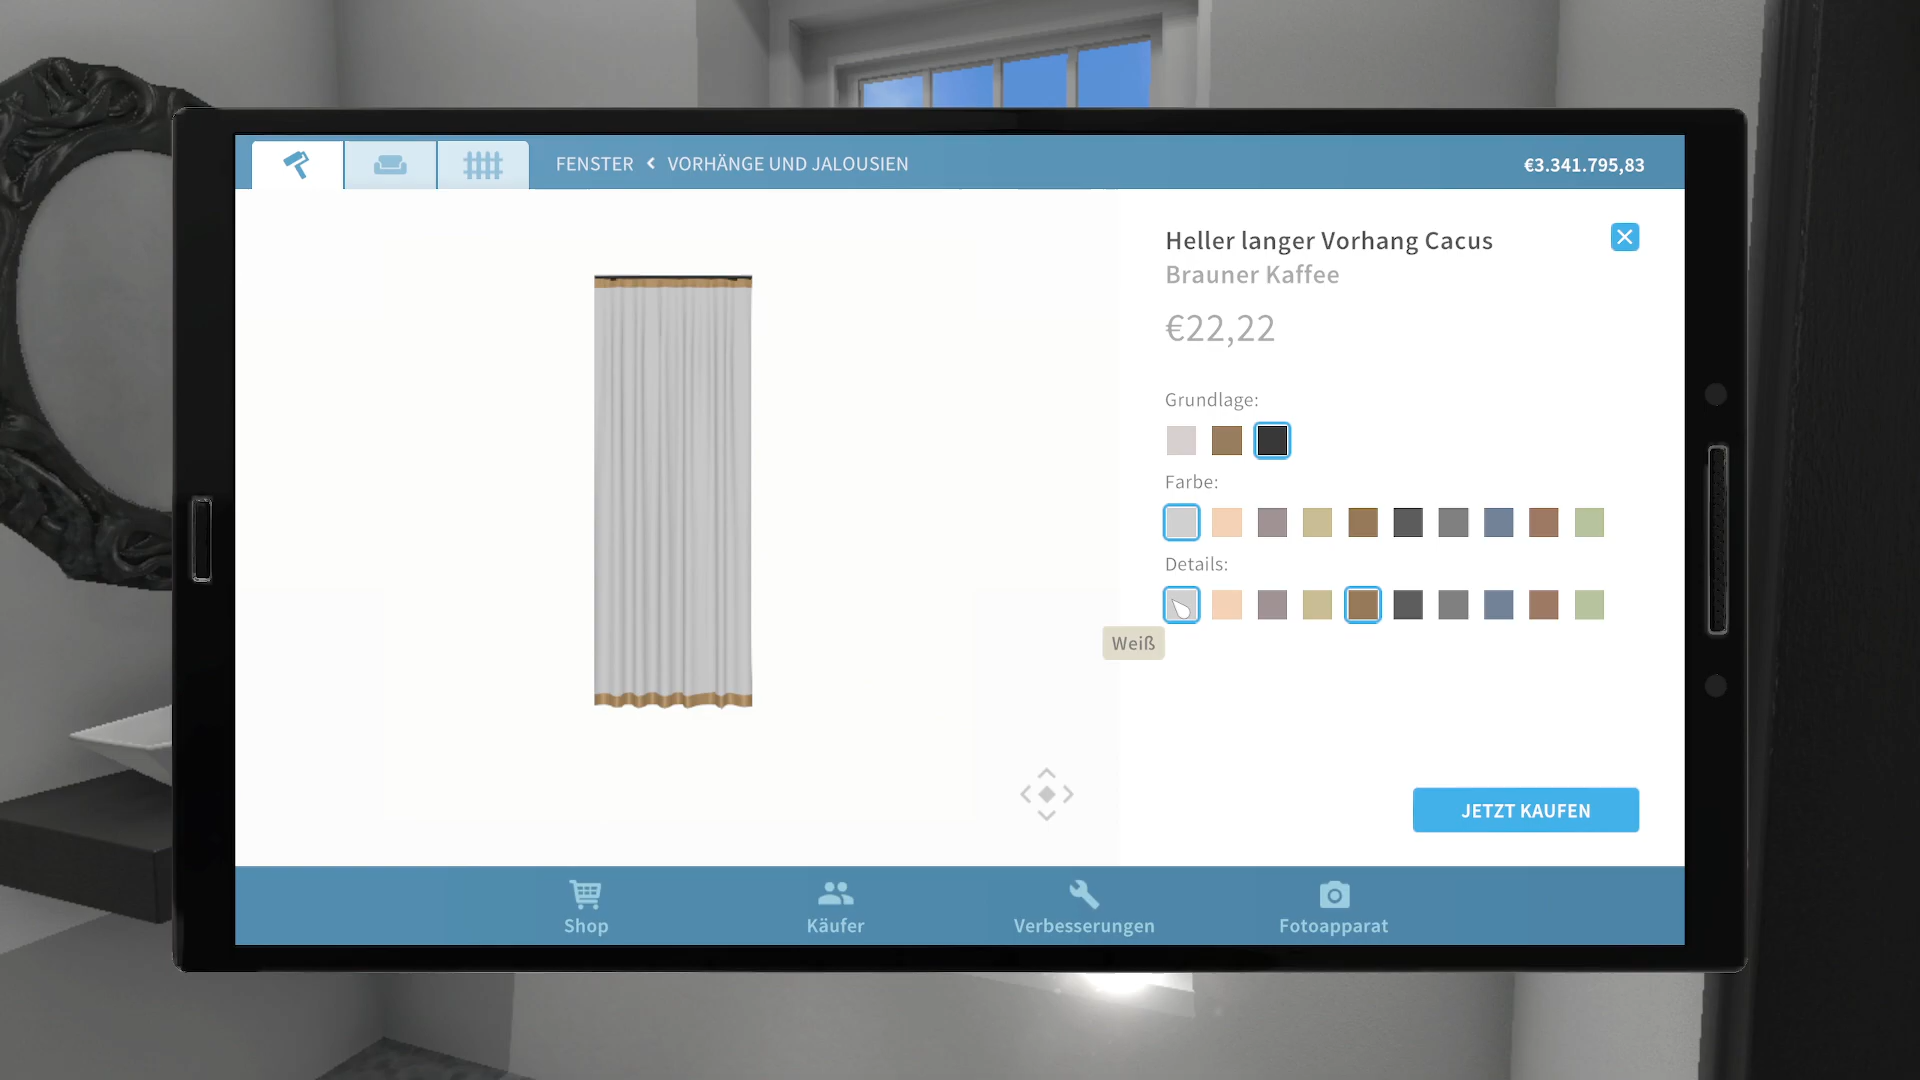 FENSTER < VORHÄNGE UND JALOUSIEN
€3.341.795,83
Heller langer Vorhang Cacus
Brauner Kaffee
€22,22
Grundlage:
Farbe:
Details:
Weiß
JETZT KAUFEN
Shop
Käufer
Verbesserungen
Fotoapparat